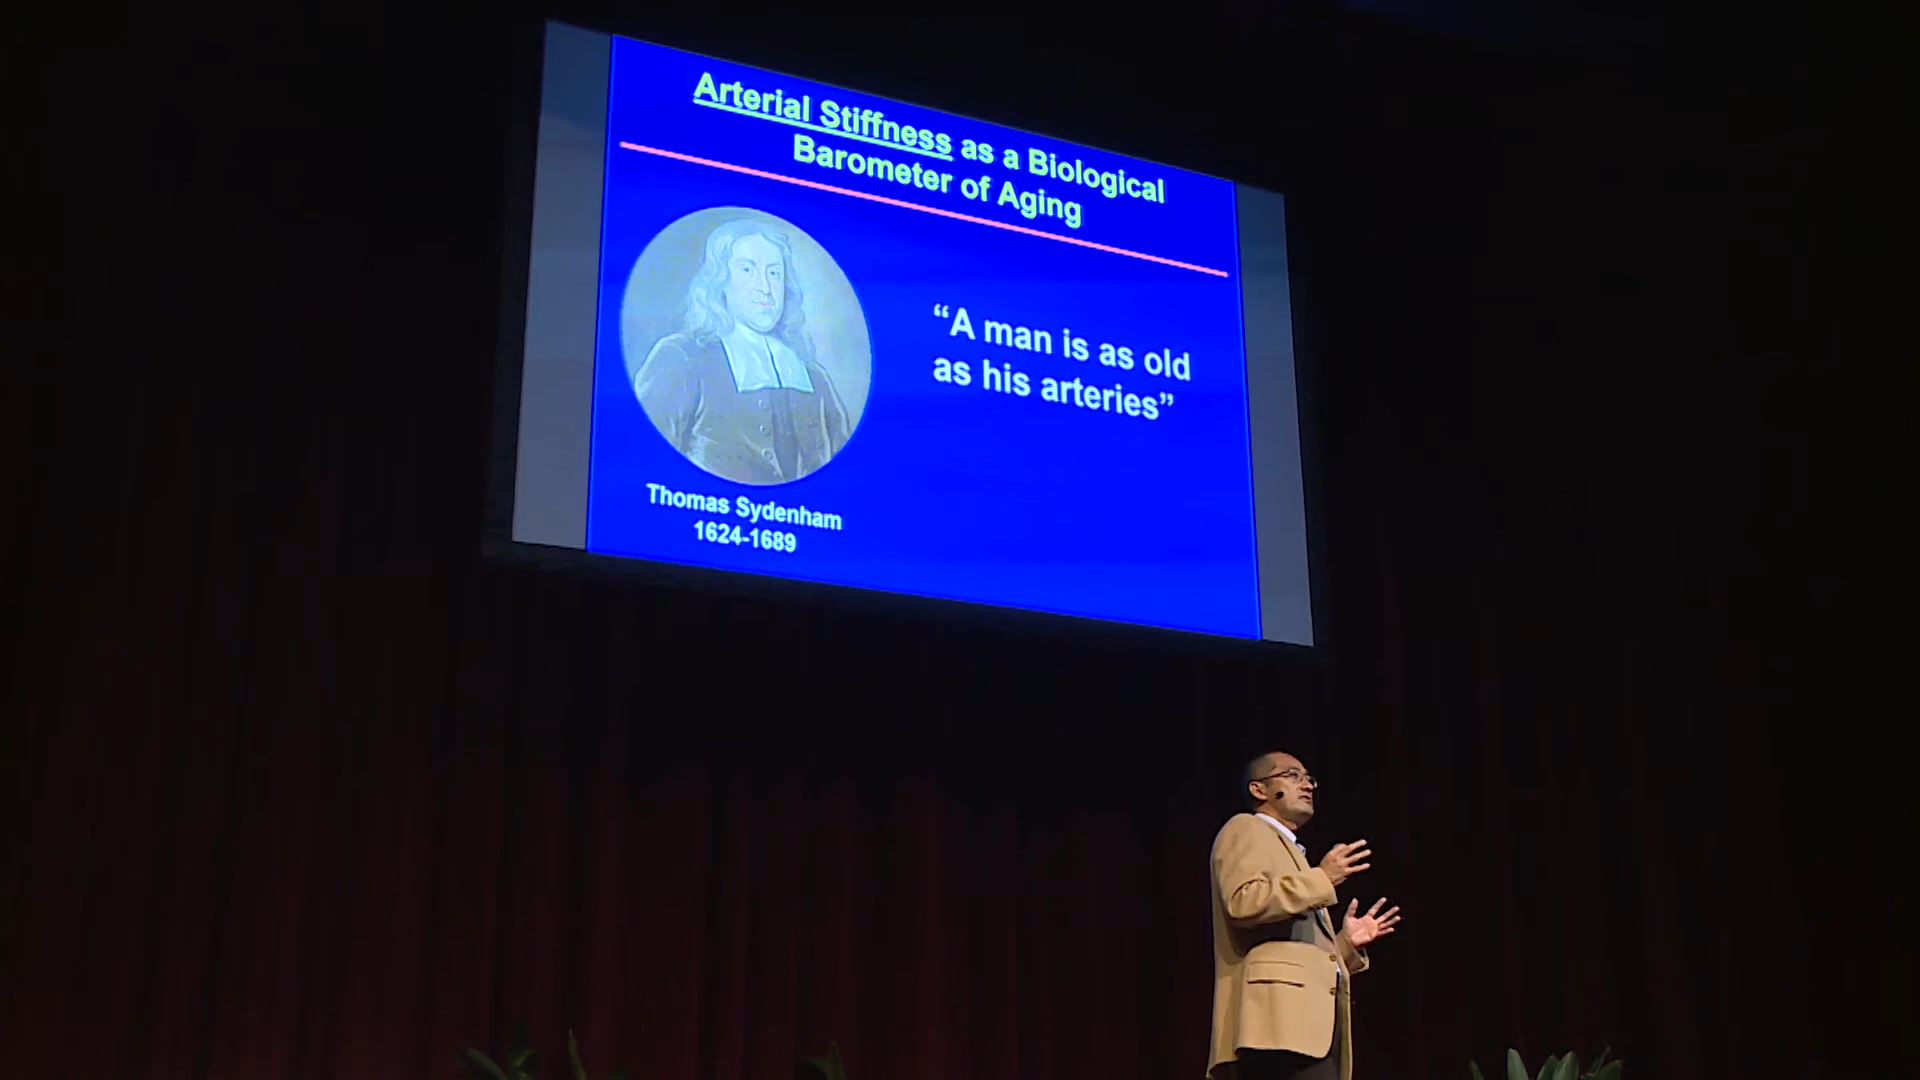 Arterial Stiffness as a Biological
Barometer of Aging
“A man is as old
as his arteries”
Thomas Sydenham
1624-1689